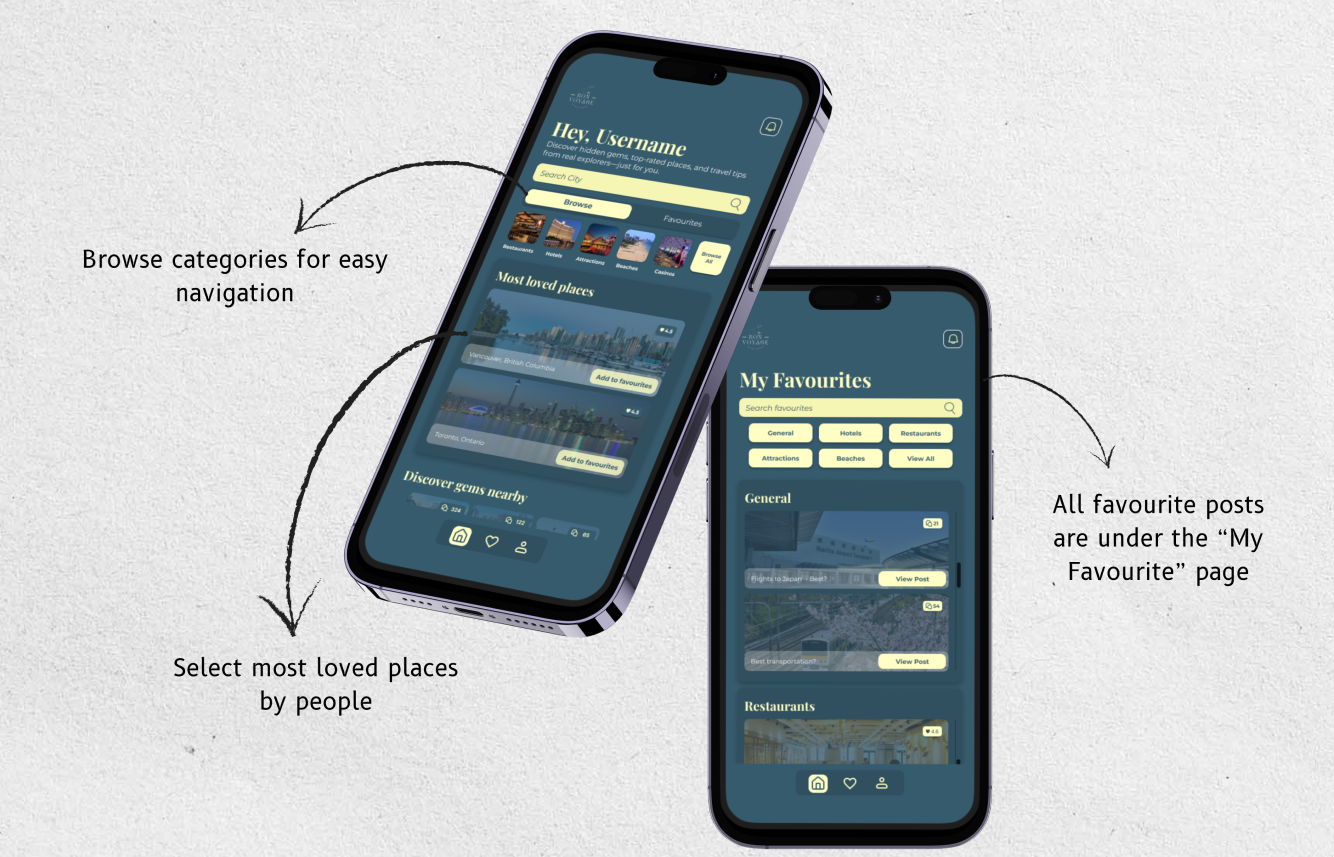 BON
VOYAGE
Hey, Username
Discover hidden gems, top-rated places, and travel tips
from real explorers—just for you.
Search City
Browse
Favourites
Restaurants
Hotels
Attractions
Beaches
Casinos
Browse
All
Most loved places
4.5
Vancouver, British Columbia
Add to favourites
4.5
Toronto, Ontario
Add to favourites
Discover gems nearby
324
122
85
Browse categories for easy
navigation
Select most loved places
by people
BON
VOYAGE
My Favourites
Search favourites
General
Hotels
Restaurants
Attractions
Beaches
View All
General
21
Flights to Japan - Best?
View Post
54
Best transportation?
View Post
Restaurants
4.6
All favourite posts
are under the “My
Favourite” page